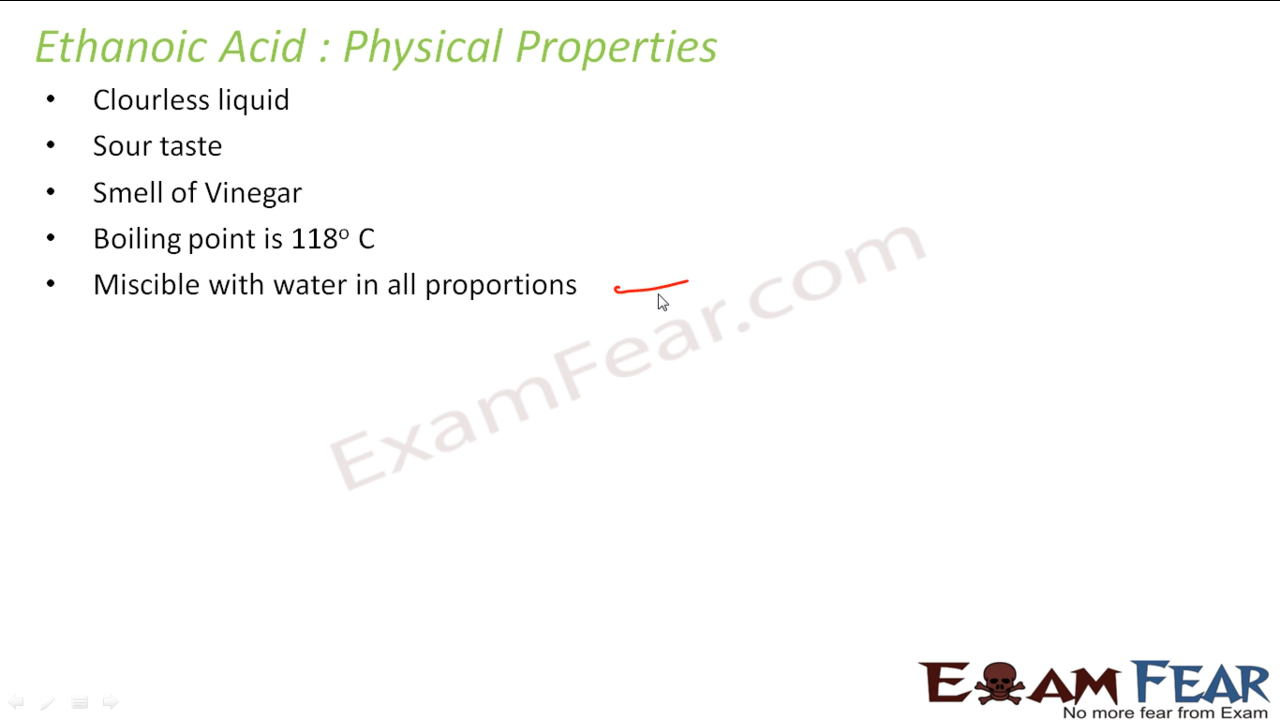 Ethanoic Acid : Physical Properties
• Clourless liquid
• Sour taste
• Smell of Vinegar
• Boiling point is 118º C
• Miscible with water in all proportions
ExamFear.com
EXAM FEAR
No more fear from Exam